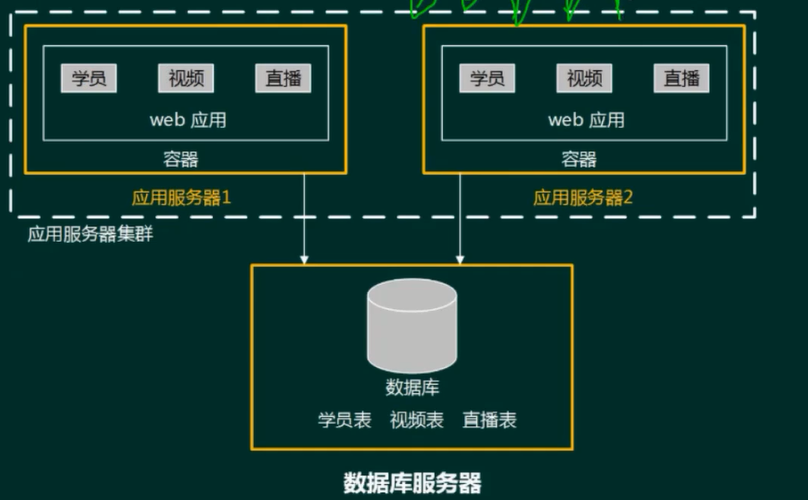 学员 视频 直播 学员 视频 直播
web 应用 web 应用
容器 容器
应用服务器1 应用服务器2
应用服务器集群
数据库
学员表 视频表 直播表
数据库服务器